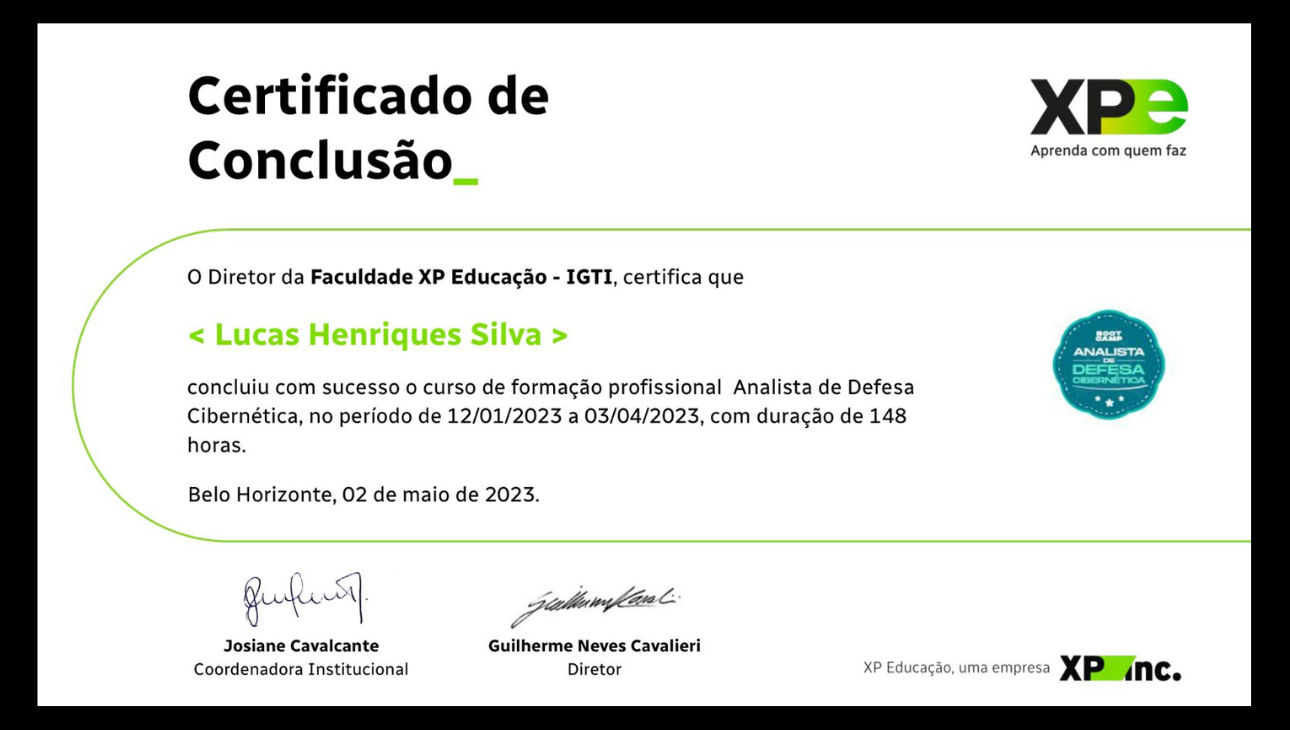 Certificado de
Conclusão_
XPe
Aprenda com quem faz
O Diretor da Faculdade XP Educação - IGTI, certifica que
< Lucas Henriques Silva >
concluiu com sucesso o curso de formação profissional  Analista de Defesa
Cibernética, no período de 12/01/2023 a 03/04/2023, com duração de 148
horas.
Belo Horizonte, 02 de maio de 2023.
BOOT
CAMP
ANALISTA
DE
DEFESA
CIBERNÉTICA
Josiane Cavalcante
Coordenadora Institucional
Guilherme Neves Cavalieri
Diretor
XP Educação, uma empresa XP inc.